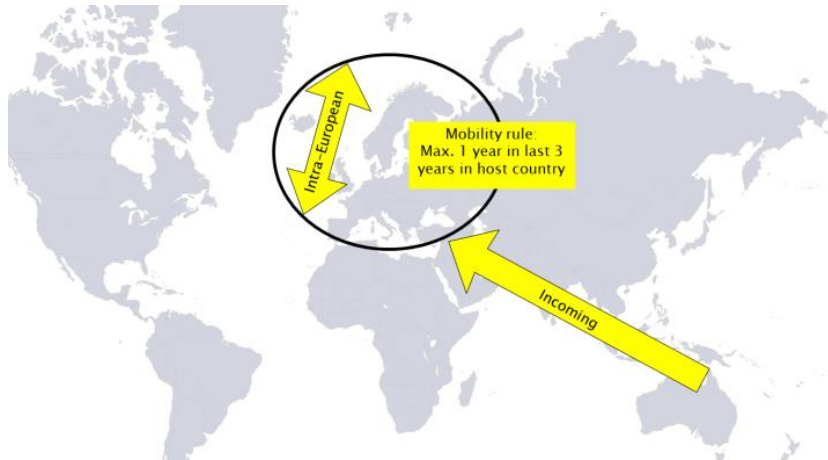 Intra-European
Mobility rule:
Max. 1 year in last 3
years in host country
Incoming